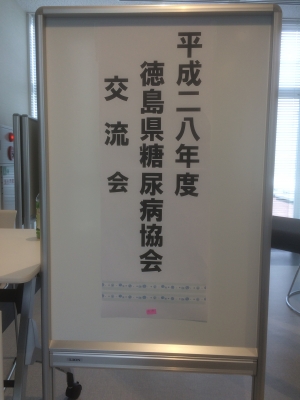 平成二八年度
徳島県糖尿病協会
交流会